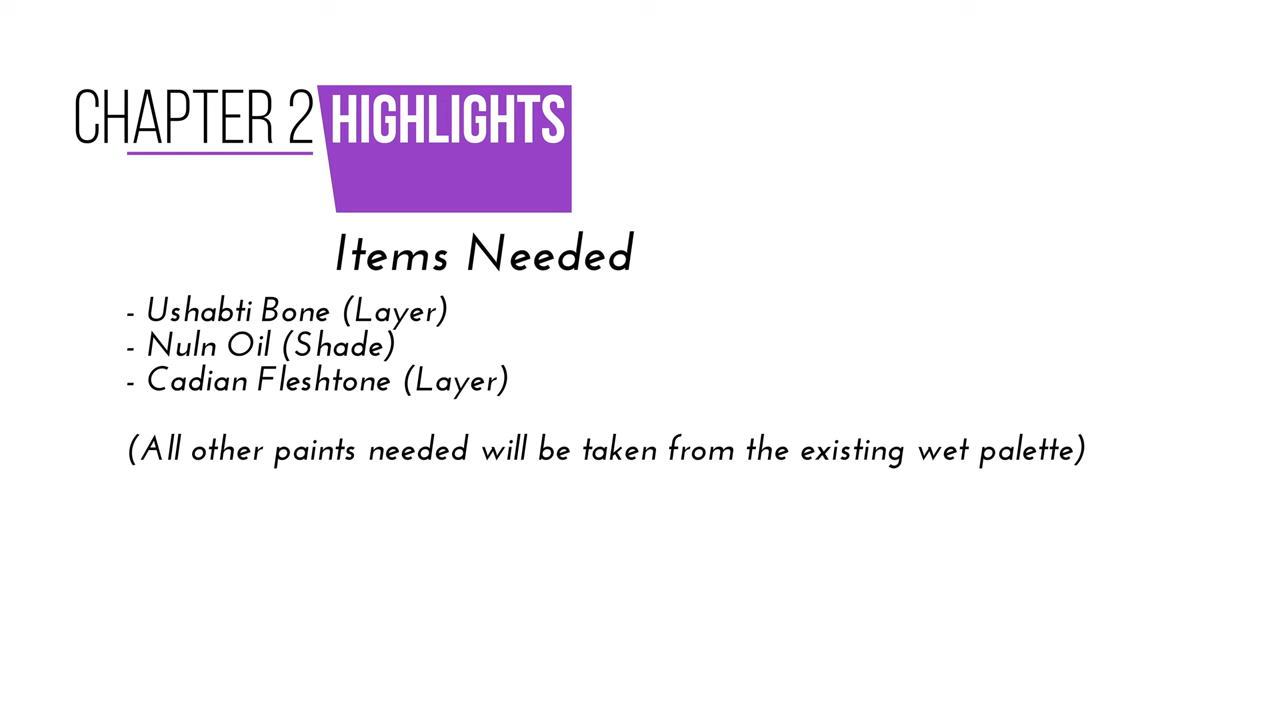 CHAPTER 2 HIGHLIGHTS
Items Needed
- Ushabti Bone (Layer)
- Nuln Oil (Shade)
- Cadian Fleshtone (Layer)
(All other paints needed will be taken from the existing wet palette)